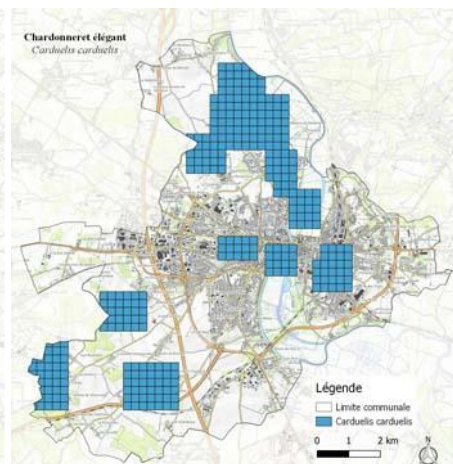 Chardonneret élégant
Carduelis carduelis
Légende
Limite communale
Carduelis carduelis
0 1 2 km